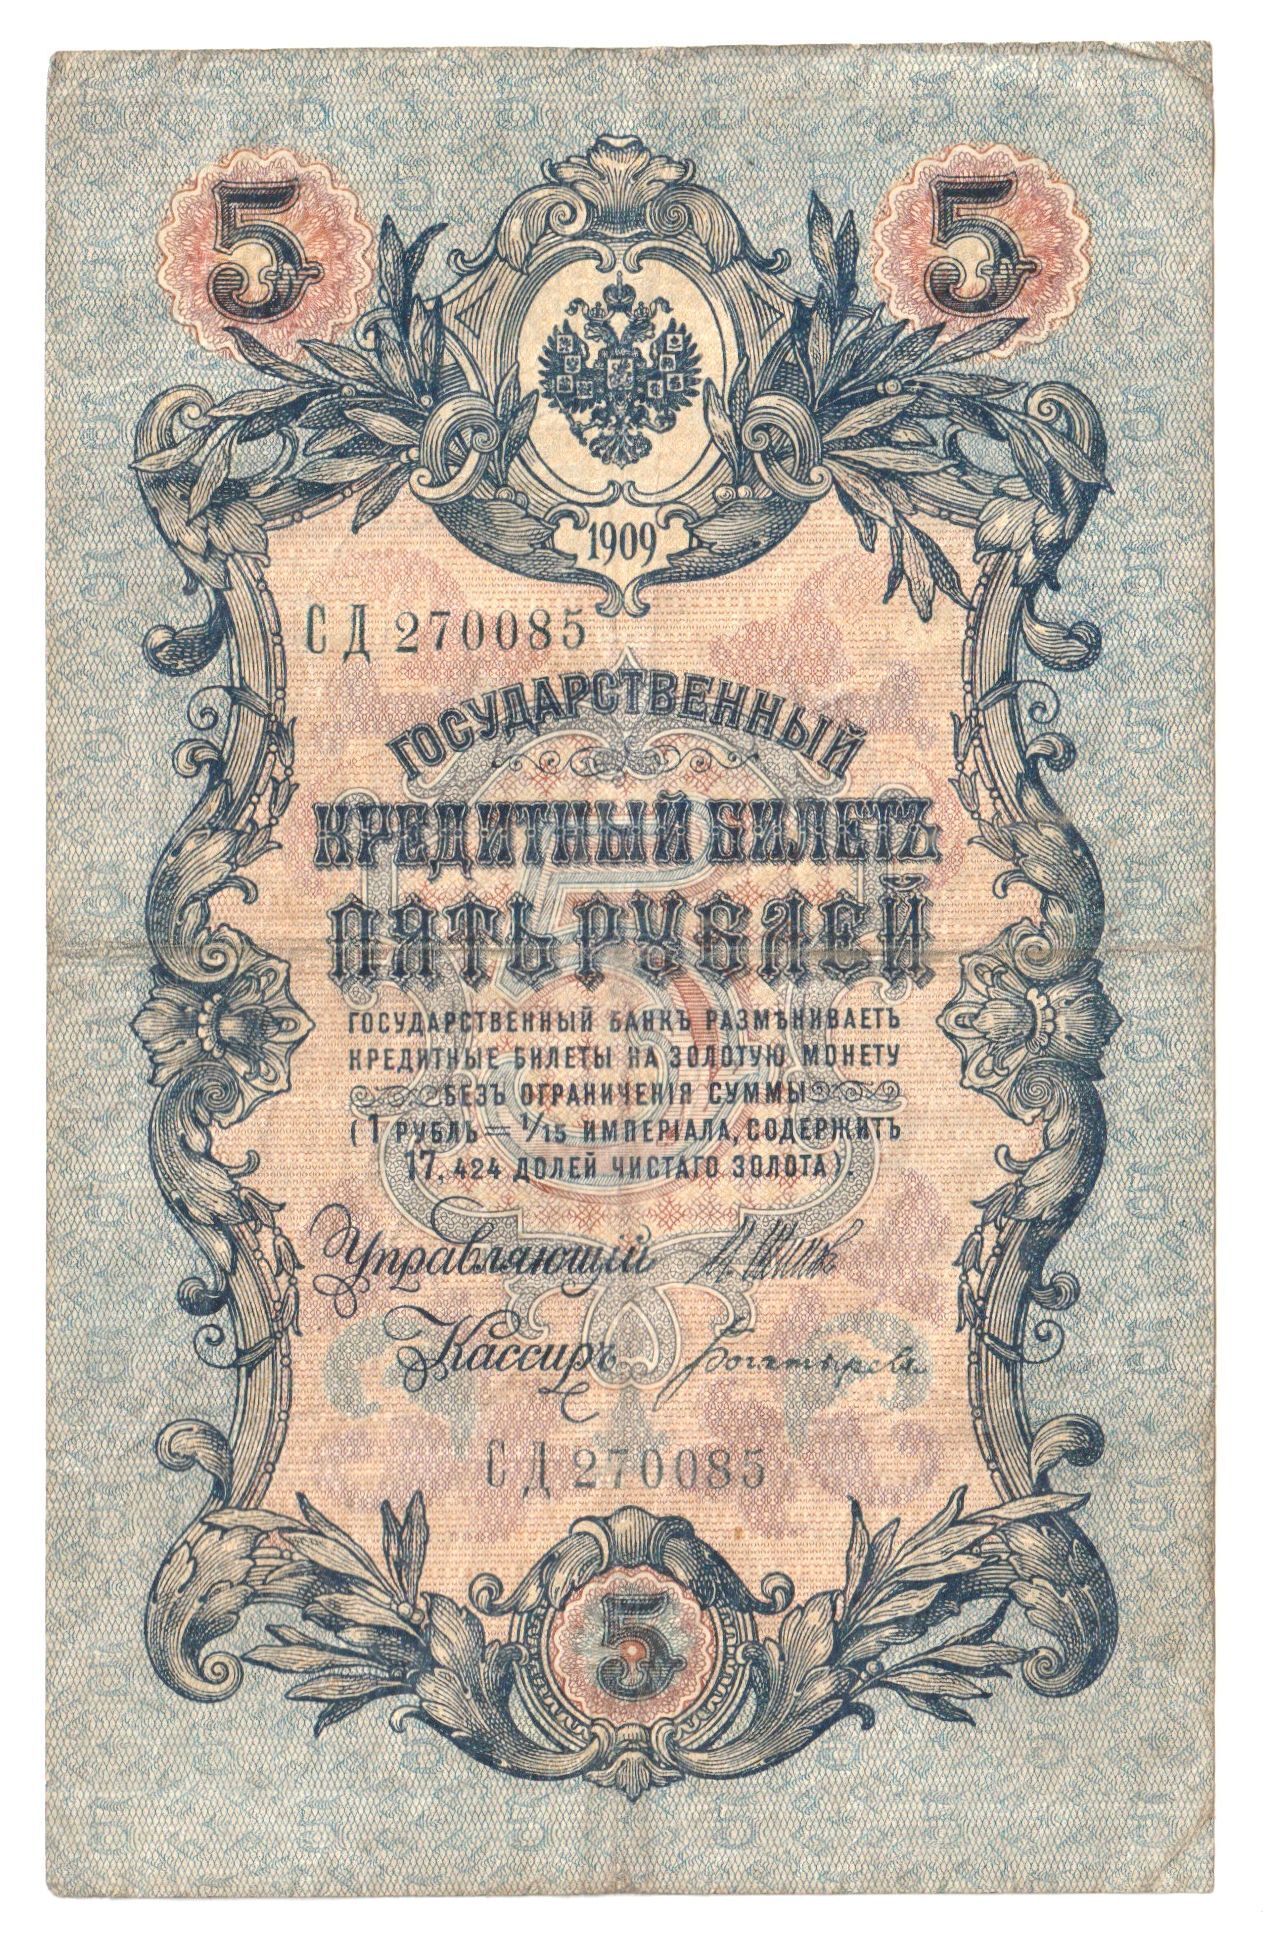 5 5
1909
СД 270085
ГОСУДАРСТВЕННЫЙ
КРЕДИТНЫЙ БИЛЕТЪ
ПЯТЬ РУБЛЕЙ
ГОСУДАРСТВЕННЫЙ БАНКЪ РАЗМѢНИВАЕТЪ
КРЕДИТНЫЕ БИЛЕТЫ НА ЗОЛОТУЮ МОНЕТУ
БЕЗЪ ОГРАНИЧЕНІЯ СУММЫ
(1 РУБЛЬ = 1/15 ИМПЕРІАЛА, СОДЕРЖИТЪ
17,424 ДОЛЕЙ ЧИСТАГО ЗОЛОТА).
Управляющій
Кассиръ Богатыревъ
СД 270085
5